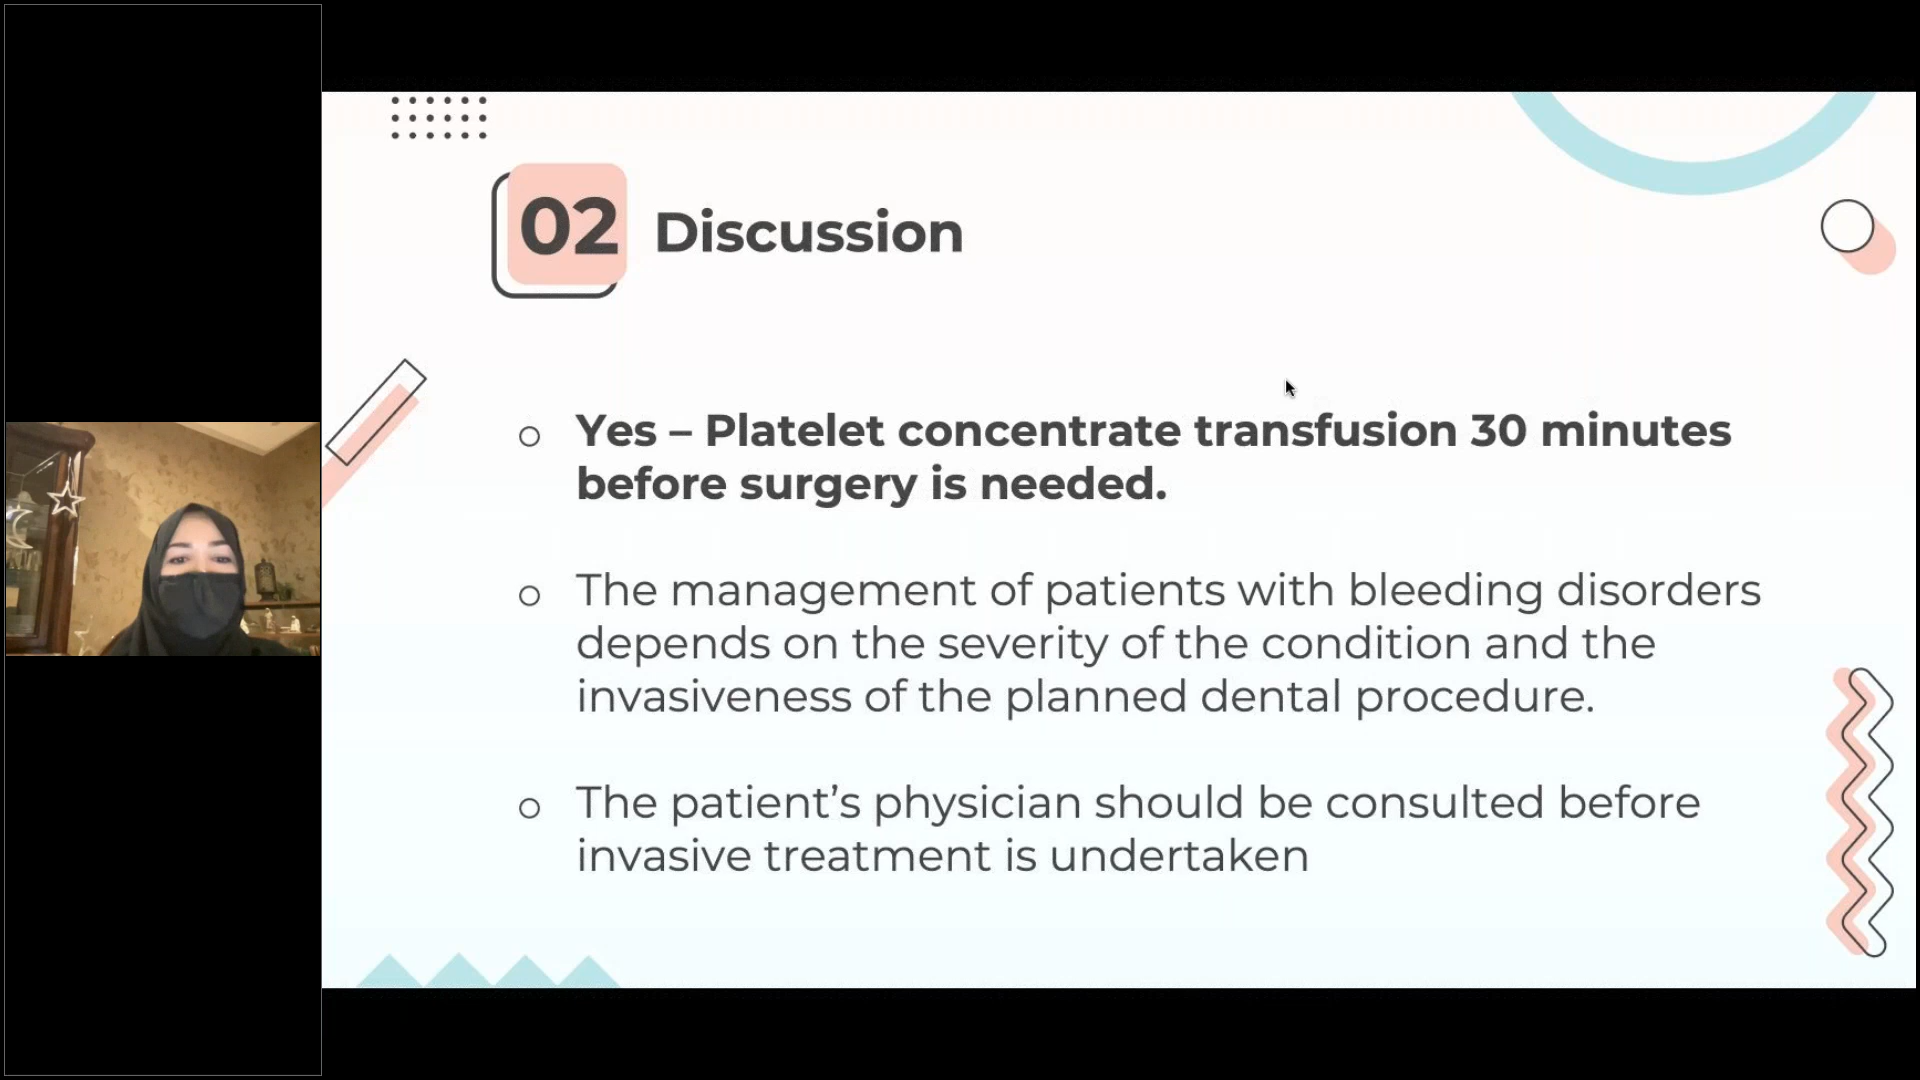 02 Discussion
Yes – Platelet concentrate transfusion 30 minutes
before surgery is needed.
The management of patients with bleeding disorders
depends on the severity of the condition and the
invasiveness of the planned dental procedure.
The patient’s physician should be consulted before
invasive treatment is undertaken